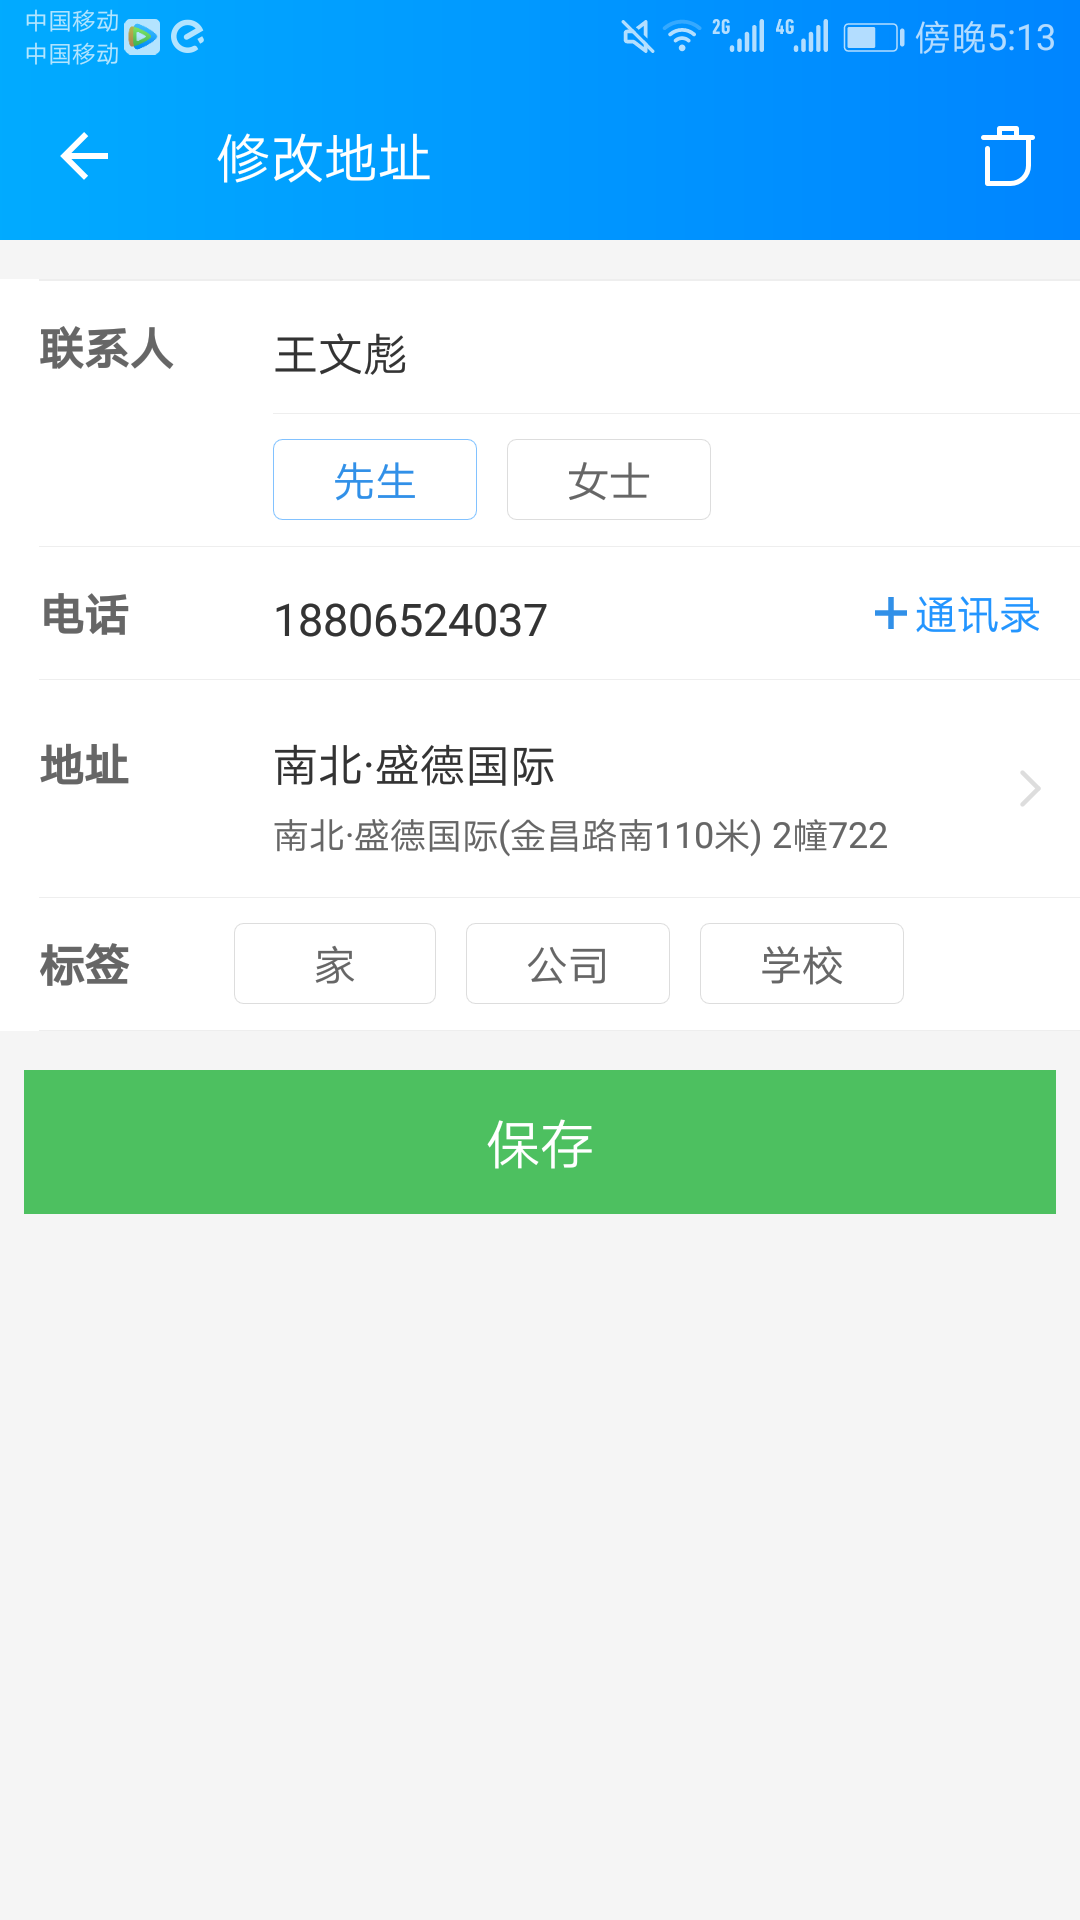 中国移动
中国移动
2G 4G 傍晚5:13
修改地址
联系人 王文彪
先生 女士
电话 18806524037 通讯录
地址 南北·盛德国际
南北·盛德国际(金昌路南110米) 2幢722
标签 家 公司 学校
保存